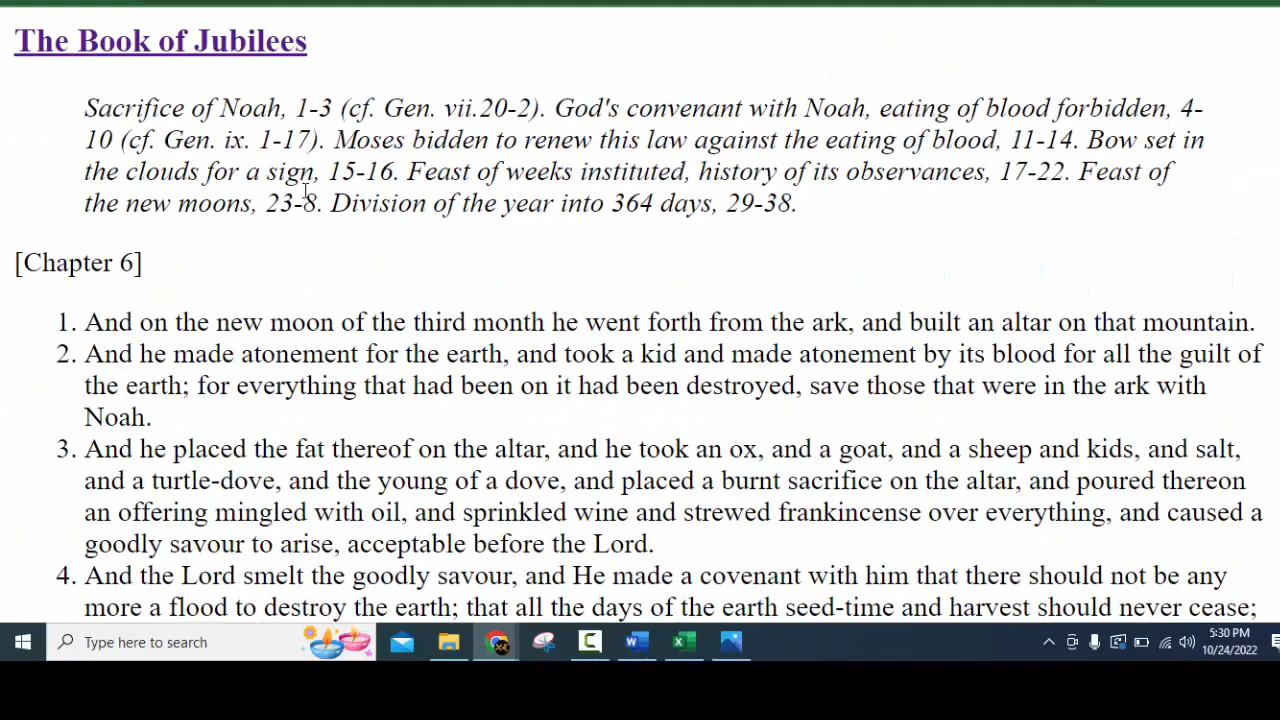 The Book of Jubilees
Sacrifice of Noah, 1-3 (cf. Gen. vii.20-2). God's convenant with Noah, eating of blood forbidden, 4-
10 (cf. Gen. ix. 1-17). Moses bidden to renew this law against the eating of blood, 11-14. Bow set in
the clouds for a sign, 15-16. Feast of weeks instituted, history of its observances, 17-22. Feast of
the new moons, 23-8. Division of the year into 364 days, 29-38.
[Chapter 6]
1. And on the new moon of the third month he went forth from the ark, and built an altar on that mountain.
2. And he made atonement for the earth, and took a kid and made atonement by its blood for all the guilt of
the earth; for everything that had been on it had been destroyed, save those that were in the ark with
Noah.
3. And he placed the fat thereof on the altar, and he took an ox, and a goat, and a sheep and kids, and salt,
and a turtle-dove, and the young of a dove, and placed a burnt sacrifice on the altar, and poured thereon
an offering mingled with oil, and sprinkled wine and strewed frankincense over everything, and caused a
goodly savour to arise, acceptable before the Lord.
4. And the Lord smelt the goodly savour, and He made a covenant with him that there should not be any
more a flood to destroy the earth; that all the days of the earth seed-time and harvest should never cease;
Type here to search
5:30 PM
10/24/2022